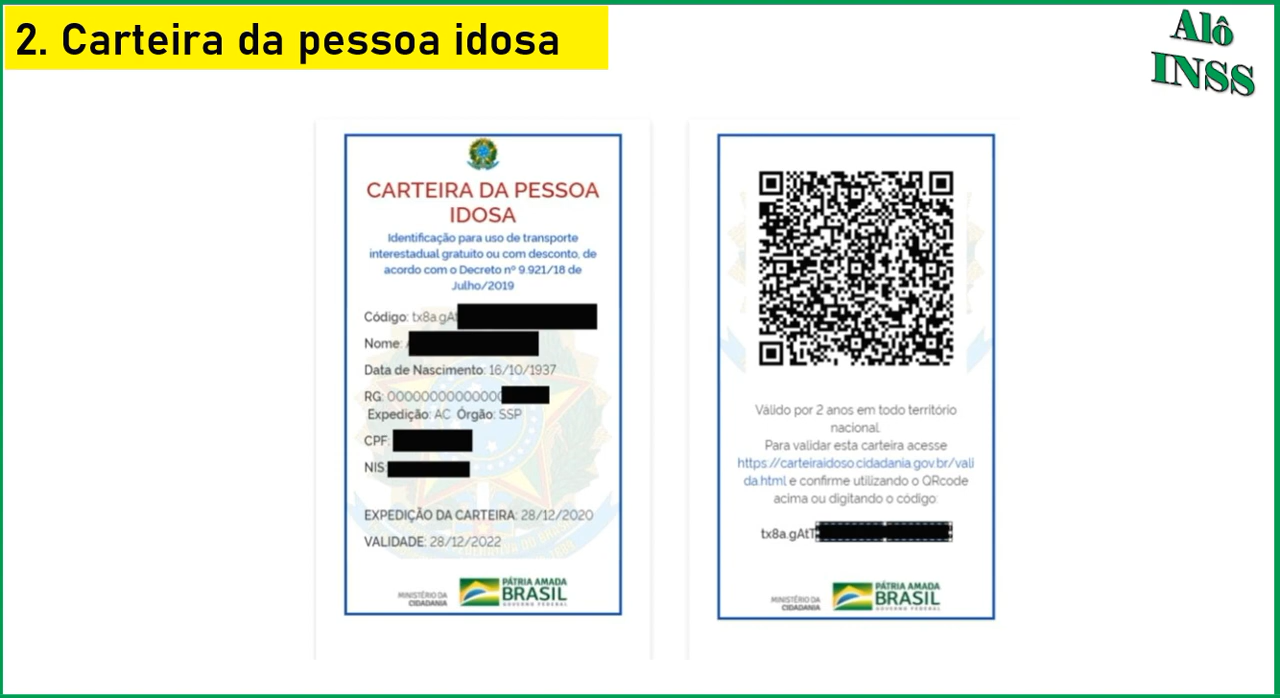 2. Carteira da pessoa idosa
Alô
INSS
CARTEIRA DA PESSOA
IDOSA
Identificação para uso de transporte
interestadual gratuito ou com desconto, de
acordo com o Decreto nº 9.921/18 de
Julho/2019
Código: tx8a.gAt
Nome:
Data de Nascimento: 16/10/1937
RG: 00000000000000
Expedição: AC Órgão: SSP
CPF:
NIS
EXPEDIÇÃO DA CARTEIRA: 28/12/2020
VALIDADE: 28/12/2022
MINISTÉRIO DA
CIDADANIA
PÁTRIA AMADA
BRASIL
GOVERNO FEDERAL
Válido por 2 anos em todo território
nacional.
Para validar esta carteira acesse
https://carteiraidoso.cidadania.gov.br/vali
da.html e confirme utilizando o QRcode
acima ou digitando o código:
tx8a.gAtT
MINISTÉRIO DA
CIDADANIA
PÁTRIA AMADA
BRASIL
GOVERNO FEDERAL